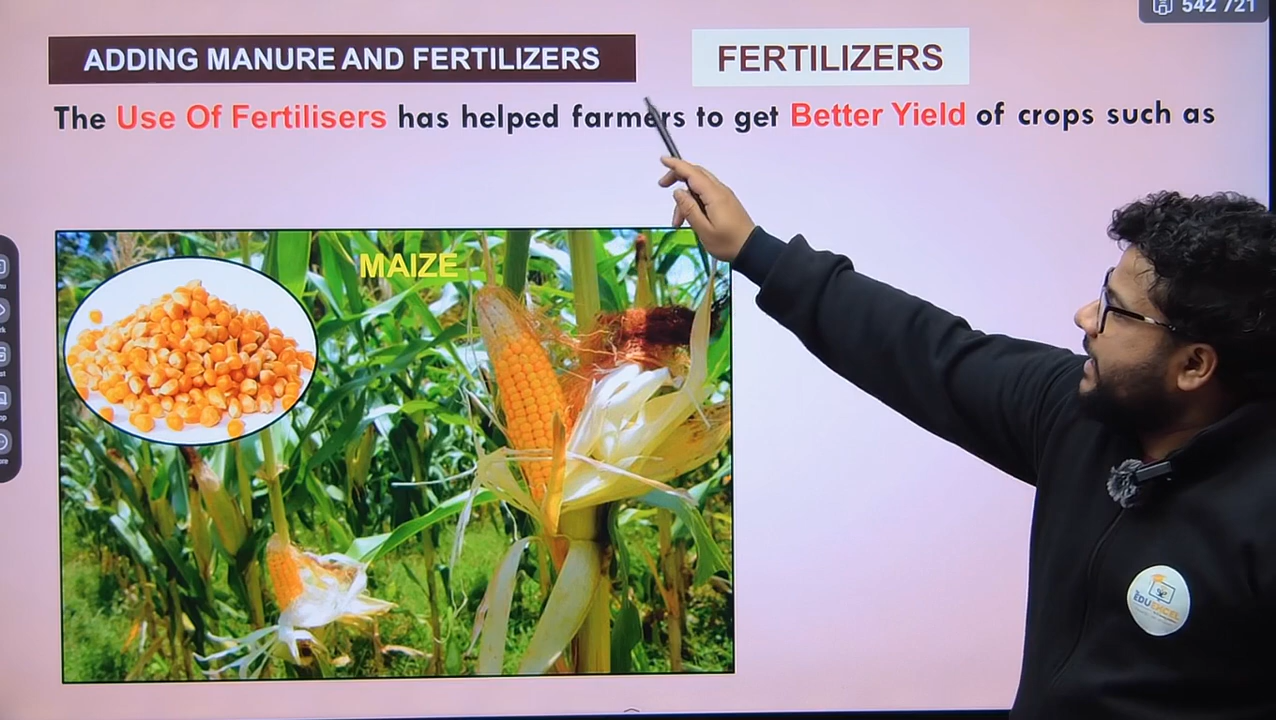 542 721
ADDING MANURE AND FERTILIZERS
FERTILIZERS
The Use Of Fertilisers has helped farmers to get Better Yield of crops such as
MAIZE
EDUEXCEL